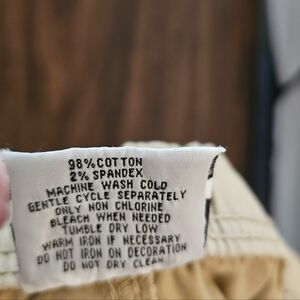 98% COTTON
2% SPANDEX
MACHINE WASH COLD
GENTLE CYCLE SEPARATELY
ONLY NON CHLORINE
BLEACH WHEN NEEDED
TUMBLE DRY LOW
WARM IRON IF NECESSARY
DO NOT IRON ON DECORATION
DO NOT DRY CLEAN